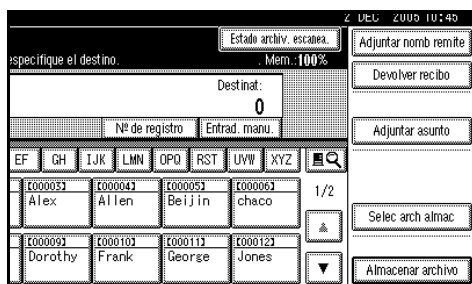 2 DEC 2005 10:45
Estado archiv. escanea.
Adjuntar nomb remite
especifique el destino.
. Mem.:100%
Devolver recibo
Destinat:
0
Nº de registro
Entrad. manu.
Adjuntar asunto
EF GH IJK LMN OPQ RST UVW XYZ
[00003] [00004] [00005] [00006]
Alex Allen Beijin chaco
1/2
Selec arch almac
[00009] [00010] [00011] [00012]
Dorothy Frank George Jones
Almacenar archivo